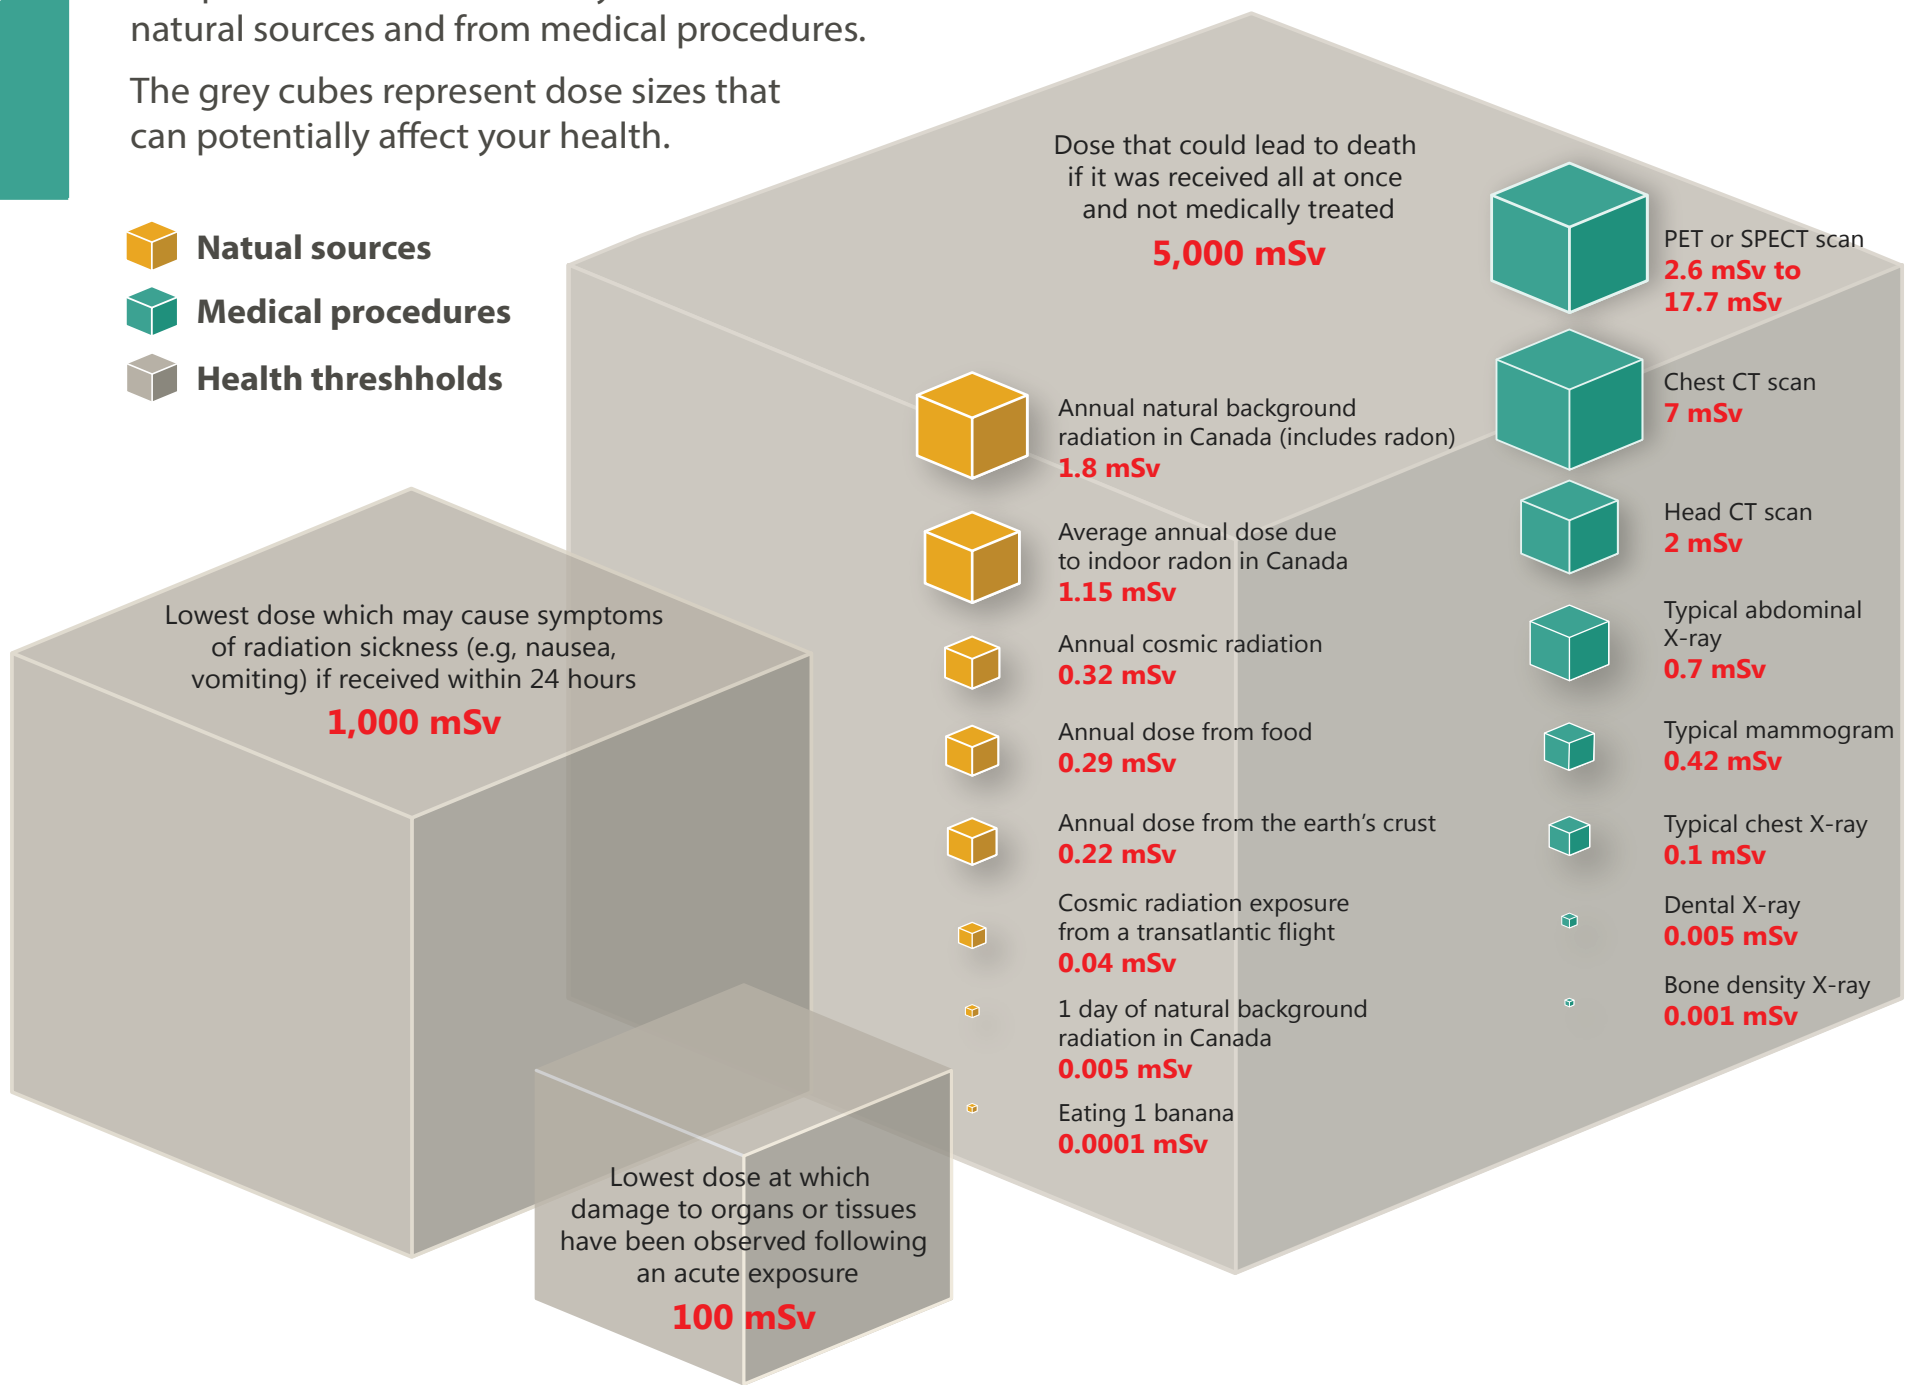 natural sources and from medical procedures.
The grey cubes represent dose sizes that
can potentially affect your health.
Natual sources
Medical procedures
Health threshholds
Dose that could lead to death
if it was received all at once
and not medically treated
5,000 mSv
Lowest dose which may cause symptoms
of radiation sickness (e.g, nausea,
vomiting) if received within 24 hours
1,000 mSv
Lowest dose at which
damage to organs or tissues
have been observed following
an acute exposure
100 mSv
Annual natural background
radiation in Canada (includes radon)
1.8 mSv
Average annual dose due
to indoor radon in Canada
1.15 mSv
Annual cosmic radiation
0.32 mSv
Annual dose from food
0.29 mSv
Annual dose from the earth's crust
0.22 mSv
Cosmic radiation exposure
from a transatlantic flight
0.04 mSv
1 day of natural background
radiation in Canada
0.005 mSv
Eating 1 banana
0.0001 mSv
PET or SPECT scan
2.6 mSv to
17.7 mSv
Chest CT scan
7 mSv
Head CT scan
2 mSv
Typical abdominal
X-ray
0.7 mSv
Typical mammogram
0.42 mSv
Typical chest X-ray
0.1 mSv
Dental X-ray
0.005 mSv
Bone density X-ray
0.001 mSv